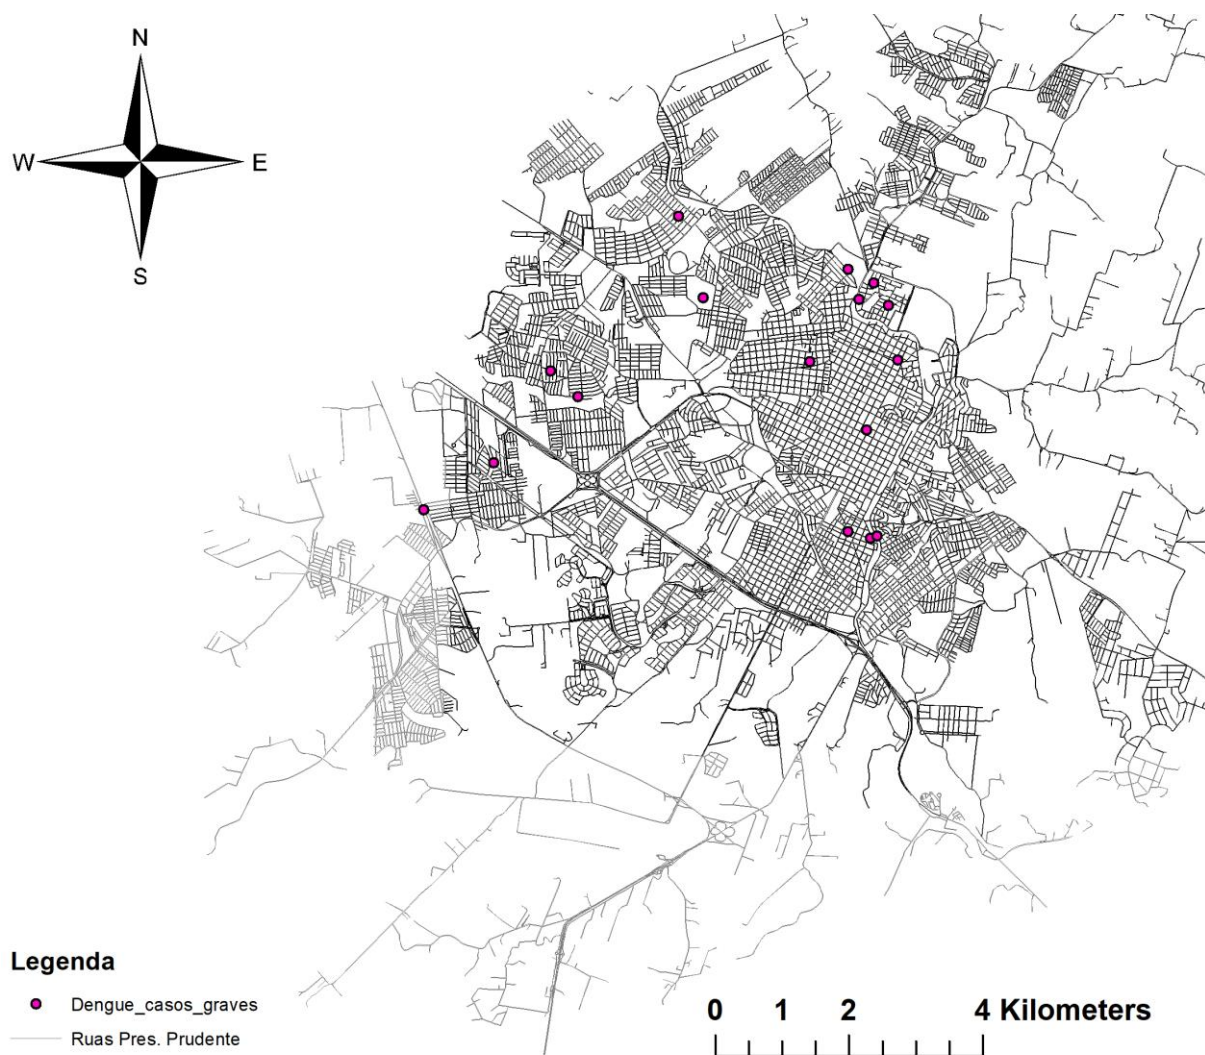 N
W E
S
Legenda
Dengue_casos_graves
Ruas Pres. Prudente
0 1 2 4 Kilometers